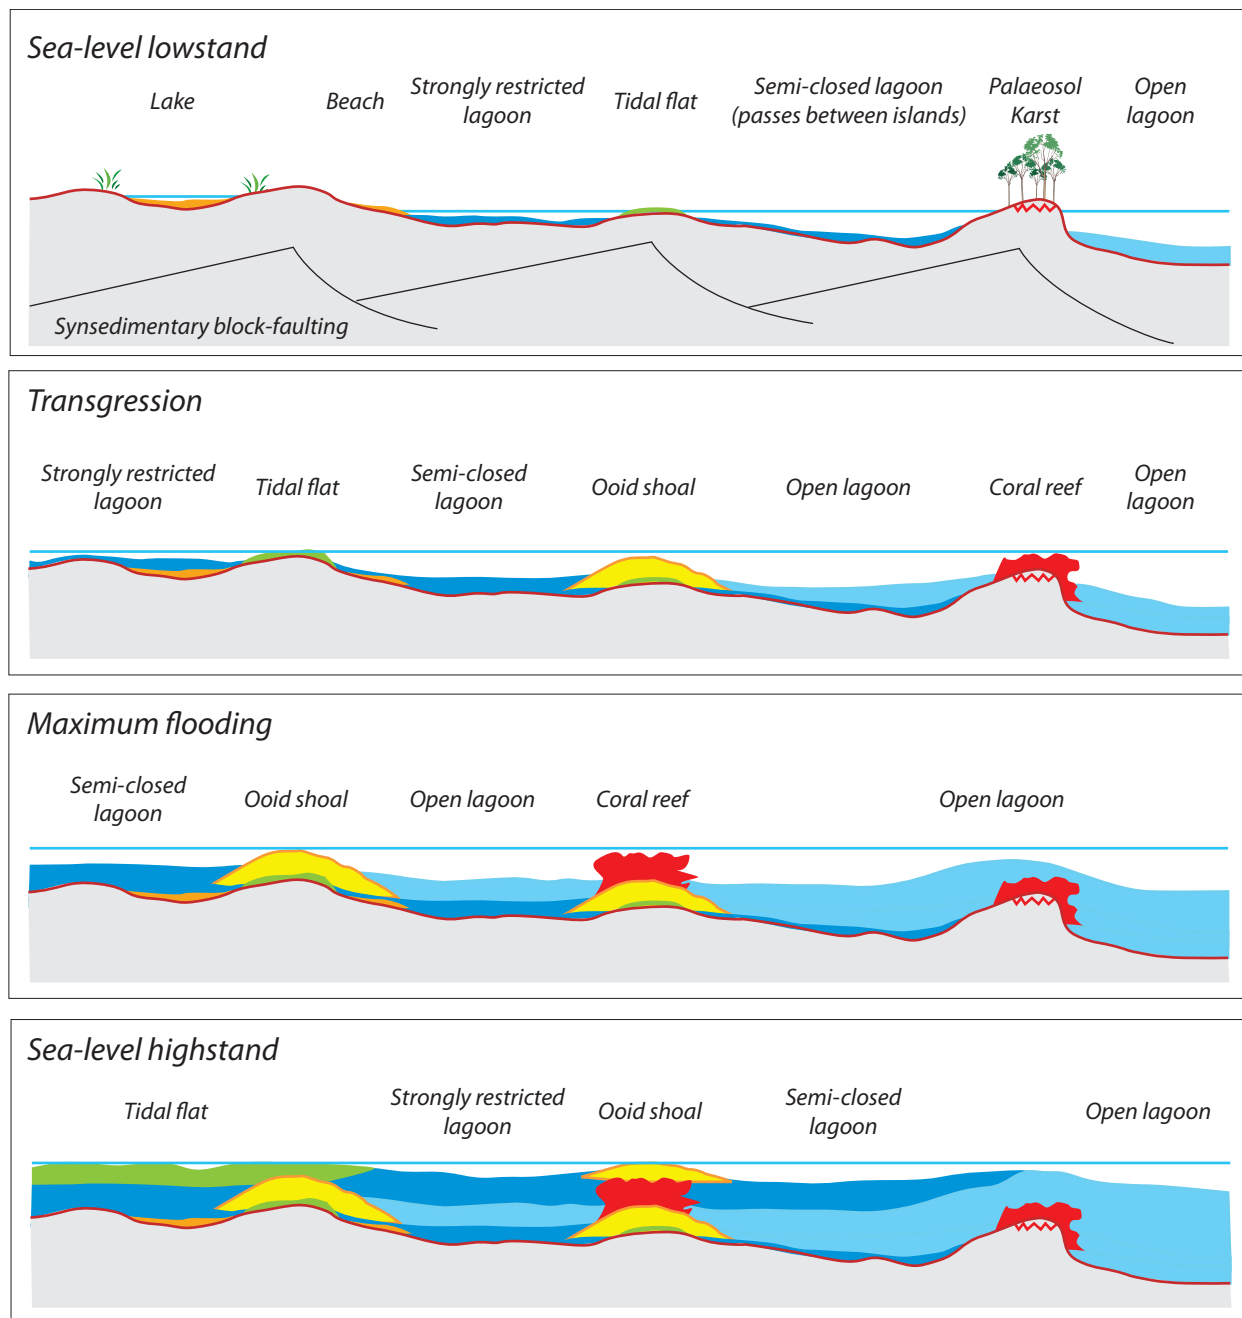 Sea-level lowstand
Lake
Beach
Strongly restricted
lagoon
Tidal flat
Semi-closed lagoon
(passes between islands)
Palaeosol
Karst
Open
lagoon
Synsedimentary block-faulting
Transgression
Strongly restricted
lagoon
Tidal flat
Semi-closed
lagoon
Ooid shoal
Open lagoon
Coral reef
Open
lagoon
Maximum flooding
Semi-closed
lagoon
Ooid shoal
Open lagoon
Coral reef
Open lagoon
Sea-level highstand
Tidal flat
Strongly restricted
lagoon
Ooid shoal
Semi-closed
lagoon
Open lagoon